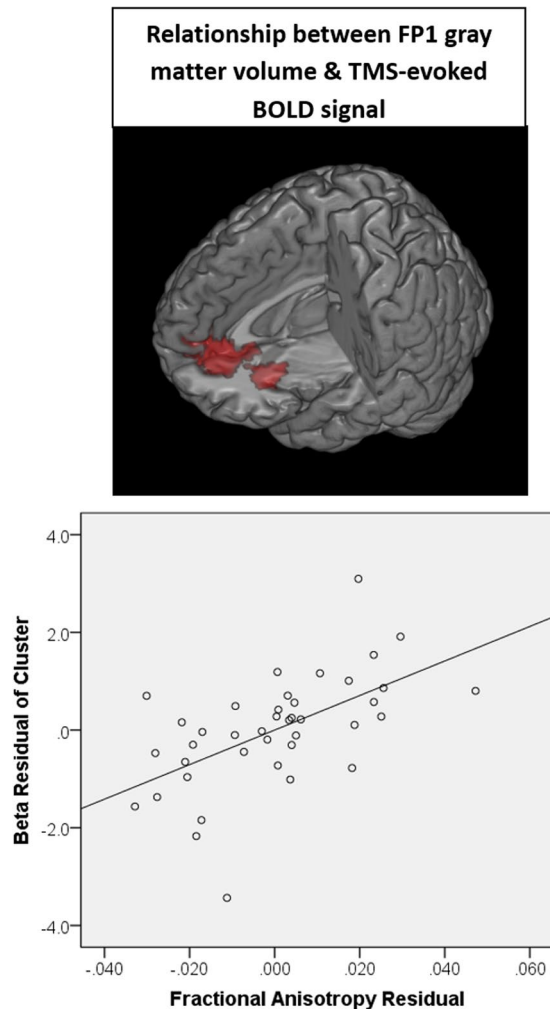 Relationship between FP1 gray
matter volume & TMS-evoked
BOLD signal
4.0
2.0
.0
-2.0
-4.0
Beta Residual of Cluster
-.040 -.020 .000 .020 .040 .060
Fractional Anisotropy Residual